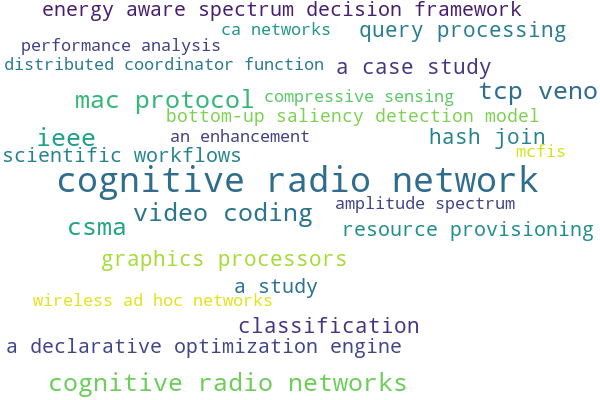 energy aware spectrum decision framework
ca networks
query processing
performance analysis
distributed coordinator function
a case study
tcp veno
mac protocol
compressive sensing
bottom-up saliency detection model
ieee
an enhancement
hash join
mcfis
scientific workflows
cognitive radio network
amplitude spectrum
video coding
csma
resource provisioning
graphics processors
a study
wireless ad hoc networks
classification
a declarative optimization engine
cognitive radio networks